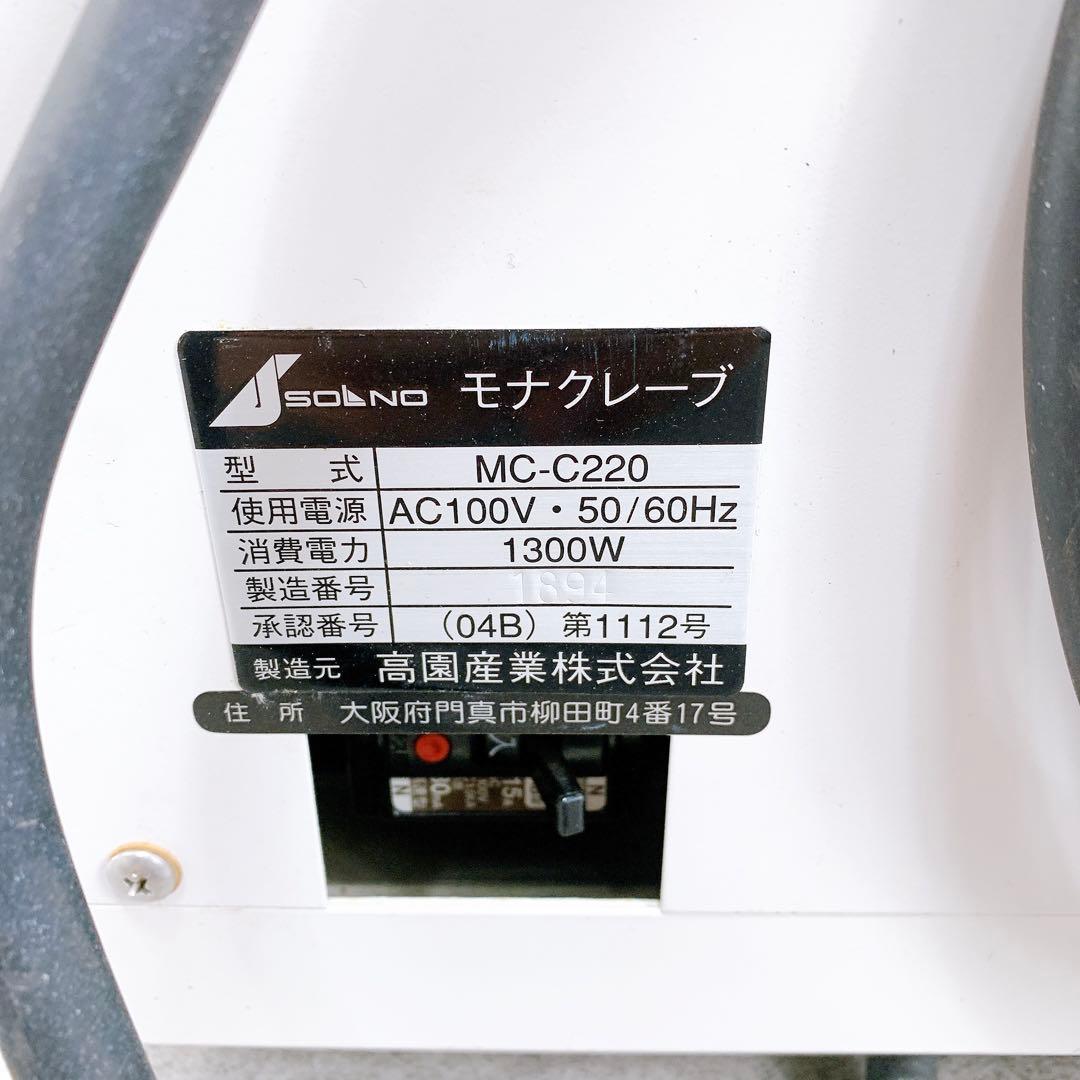 SOLNO モナクレーブ
型 式 MC-C220
使用電源 AC100V・50/60Hz
消費電力 1300W
製造番号 1894
承認番号 (04B) 第1112号
製造元 高園産業株式会社
住 所 大阪府門真市柳田町4番17号
入
N N